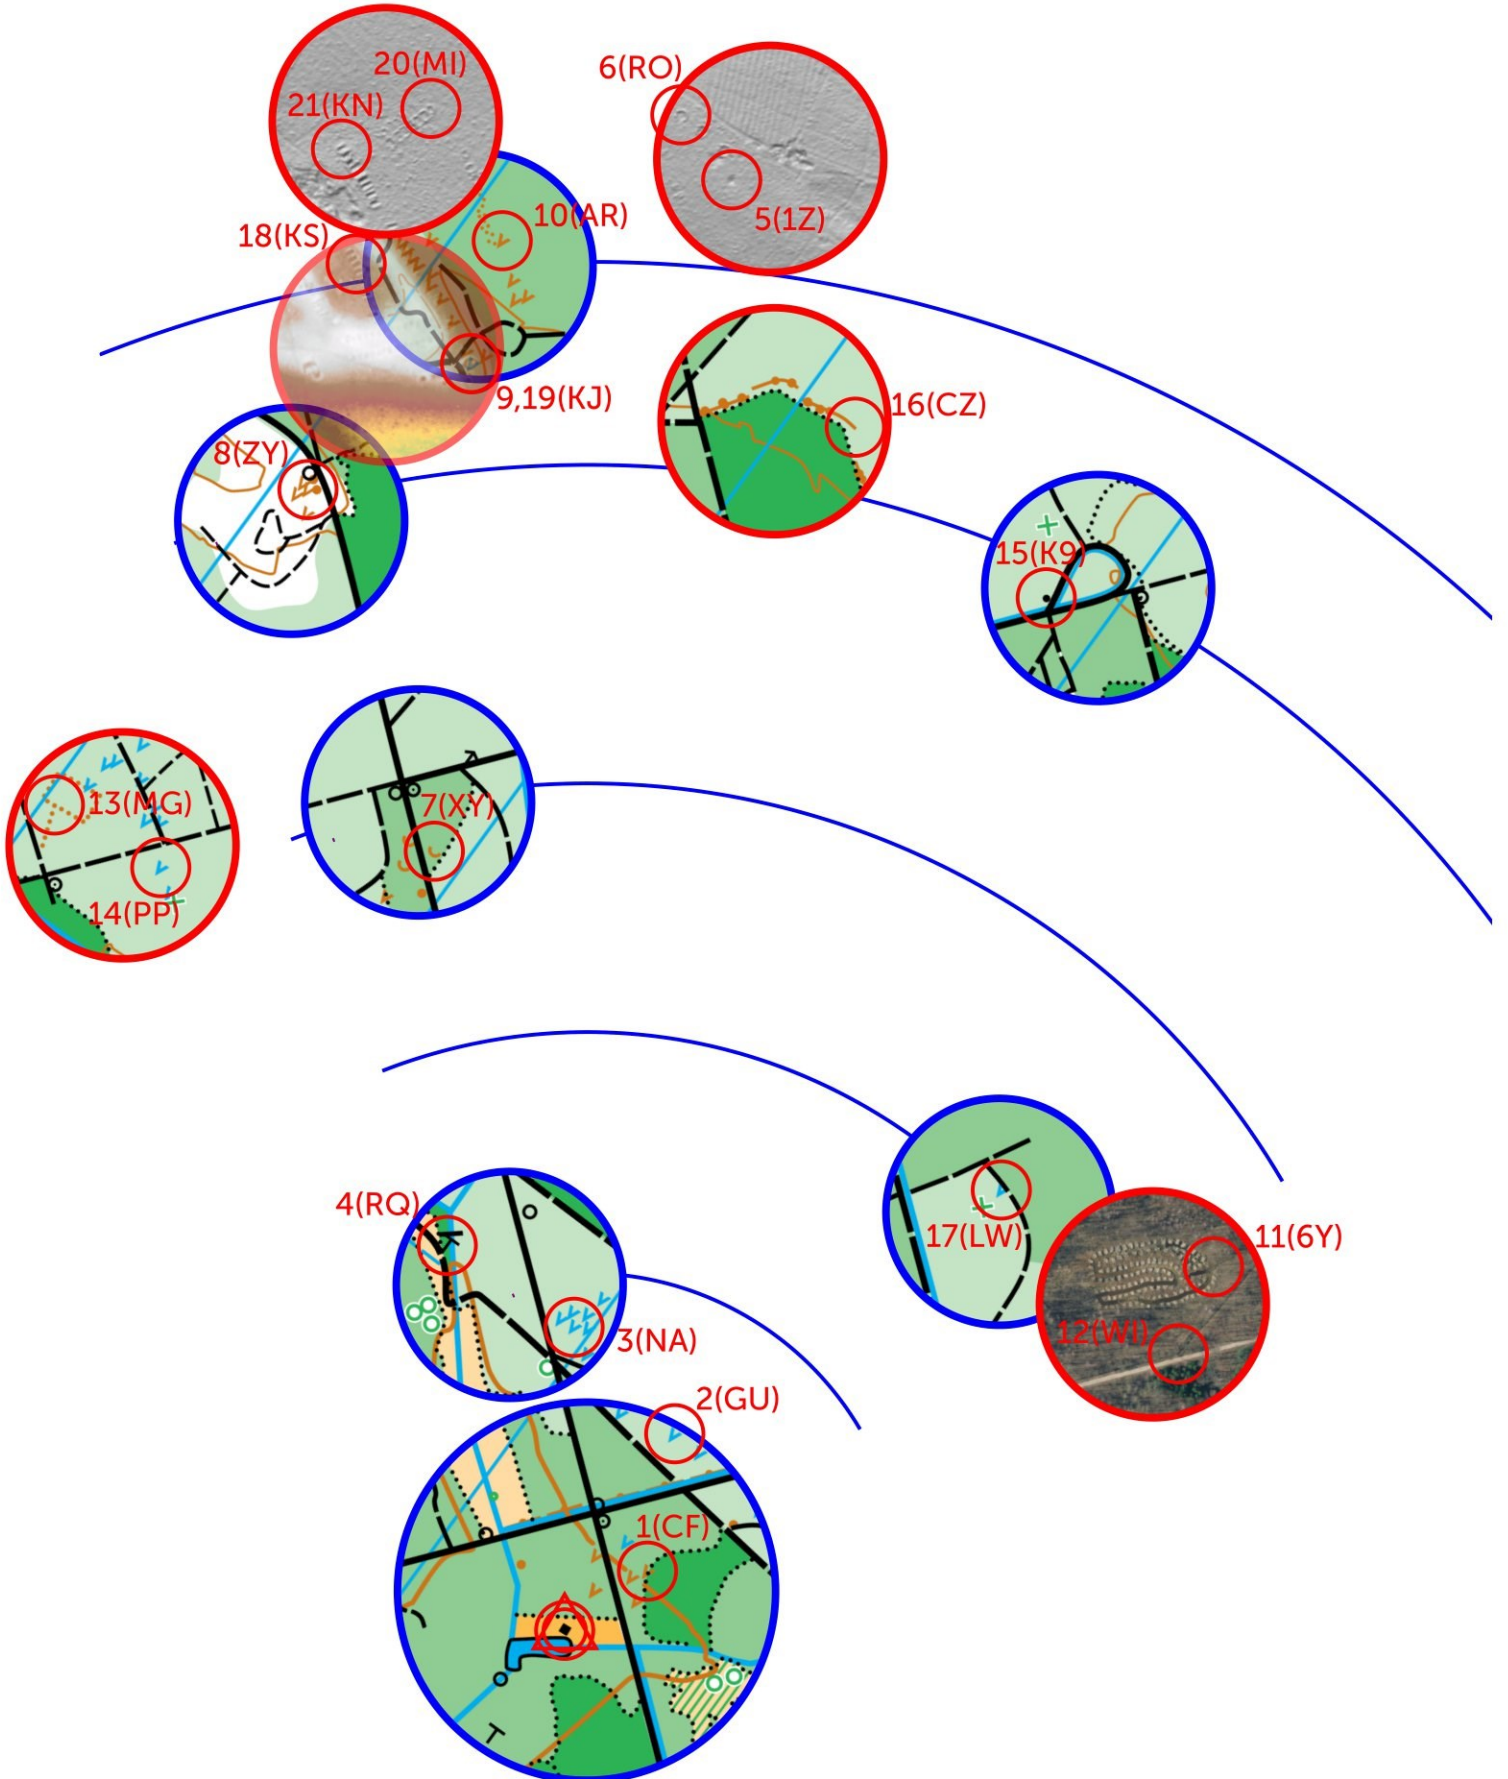 20(MI)
6(RO)
21(KN)
10(AR)
5(1Z)
18(KS)
9,19(KJ)
16(CZ)
8(ZY)
15(K9)
13(MG)
7(XY)
14(PP)
4(RQ)
17(LW)
11(6Y)
12(WI)
3(NA)
2(GU)
1(CF)